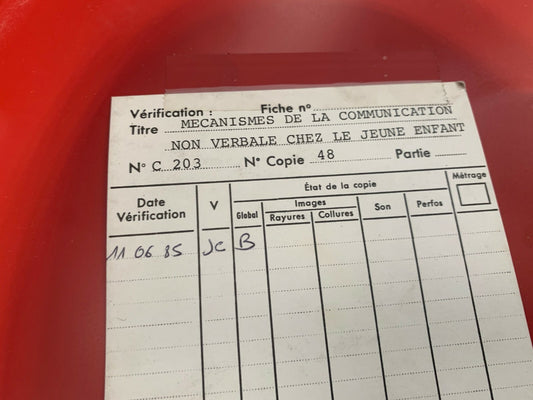 Vérification : Fiche n°
Titre MECANISMES DE LA COMMUNICATION
NON VERBALE CHEZ LE JEUNE ENFANT
N° C 203 N° Copie 48 Partie
Date Vérification V État de la copie Métrage
Global Images Rayures Collures Son Perfos
11 06 85 JC B